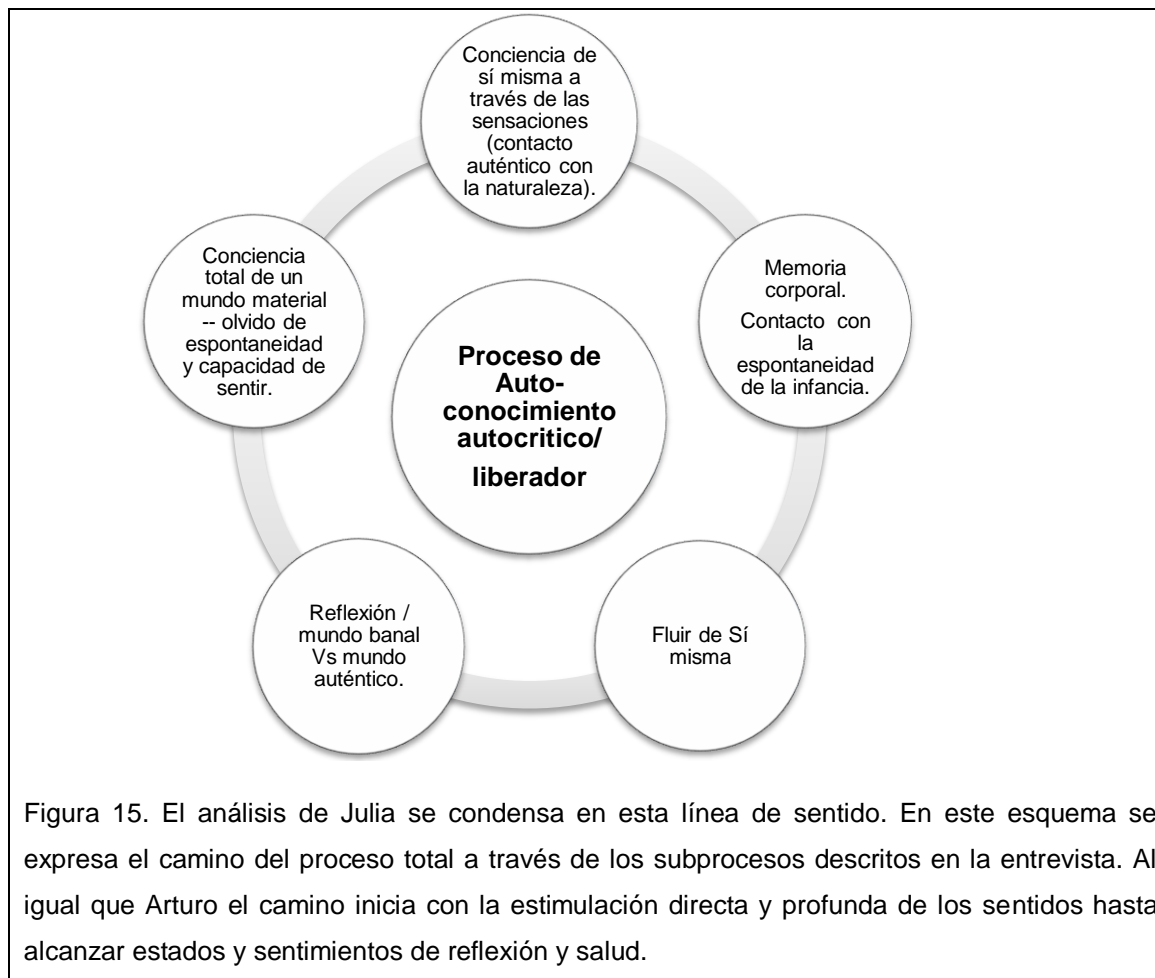 Conciencia de
sí misma a
través de las
sensaciones
(contacto
auténtico con
la naturaleza).
Memoria
corporal.
Contacto con
la
espontaneidad
de la infancia.
Fluir de Sí
misma
Reflexión /
mundo banal
Vs mundo
auténtico.
Conciencia
total de un
mundo material
-- olvido de
espontaneidad
y capacidad de
sentir.
Proceso de
Auto-
conocimiento
autocritico/
liberador
Figura 15. El análisis de Julia se condensa en esta línea de sentido. En este esquema se
expresa el camino del proceso total a través de los subprocesos descritos en la entrevista. Al
igual que Arturo el camino inicia con la estimulación directa y profunda de los sentidos hasta
alcanzar estados y sentimientos de reflexión y salud.